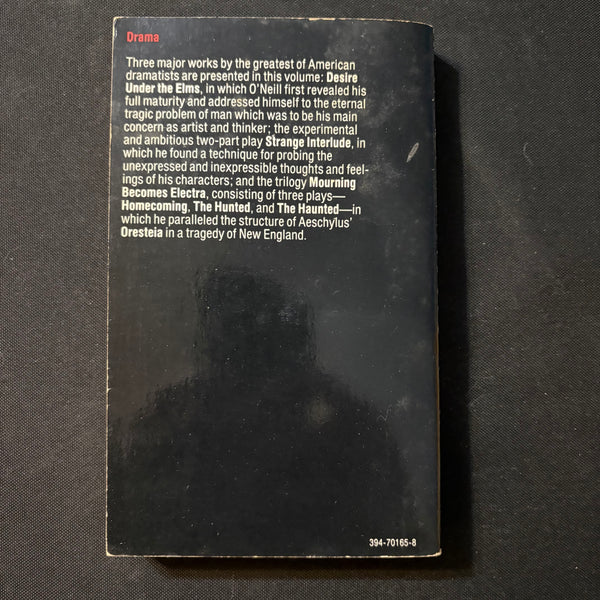 Drama
Three major works by the greatest of American
dramatists are presented in this volume: Desire
Under the Elms, in which O'Neill first revealed his
full maturity and addressed himself to the eternal
tragic problem of man which was to be his main
concern as artist and thinker; the experimental
and ambitious two-part play Strange Interlude, in
which he found a technique for probing the
unexpressed and inexpressible thoughts and feel-
ings of his characters; and the trilogy Mourning
Becomes Electra, consisting of three plays—
Homecoming, The Hunted, and The Haunted—in
which he paralleled the structure of Aeschylus'
Oresteia in a tragedy of New England.
394-70165-8